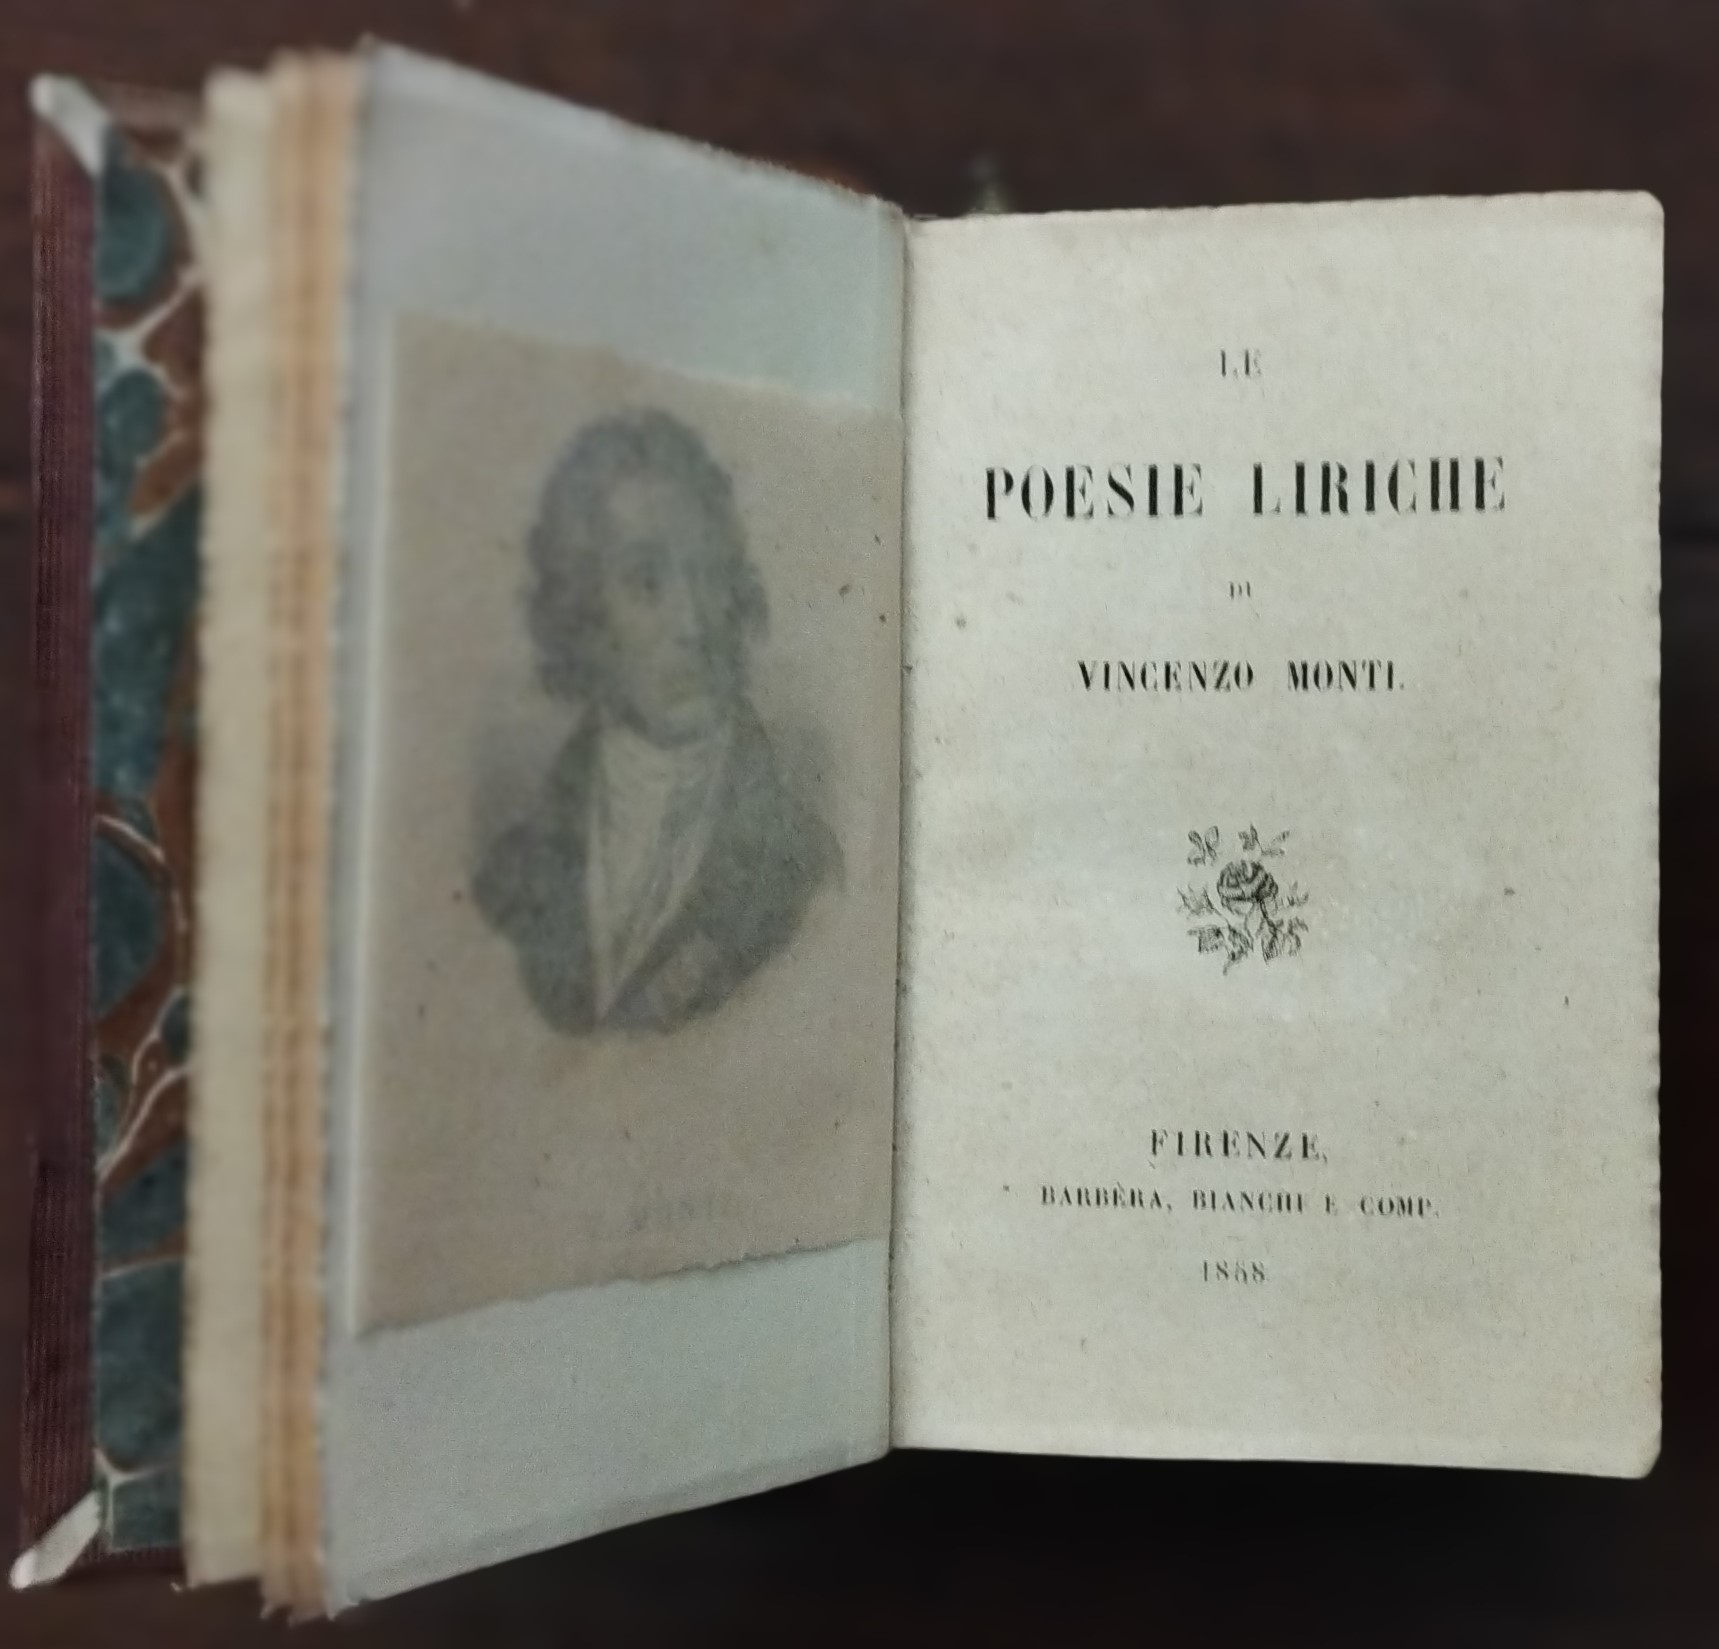 LE
POESIE LIRICHE
DI
VINCENZO MONTI.
FIRENZE,
BARBÈRA, BIANCHI E COMP.
1858